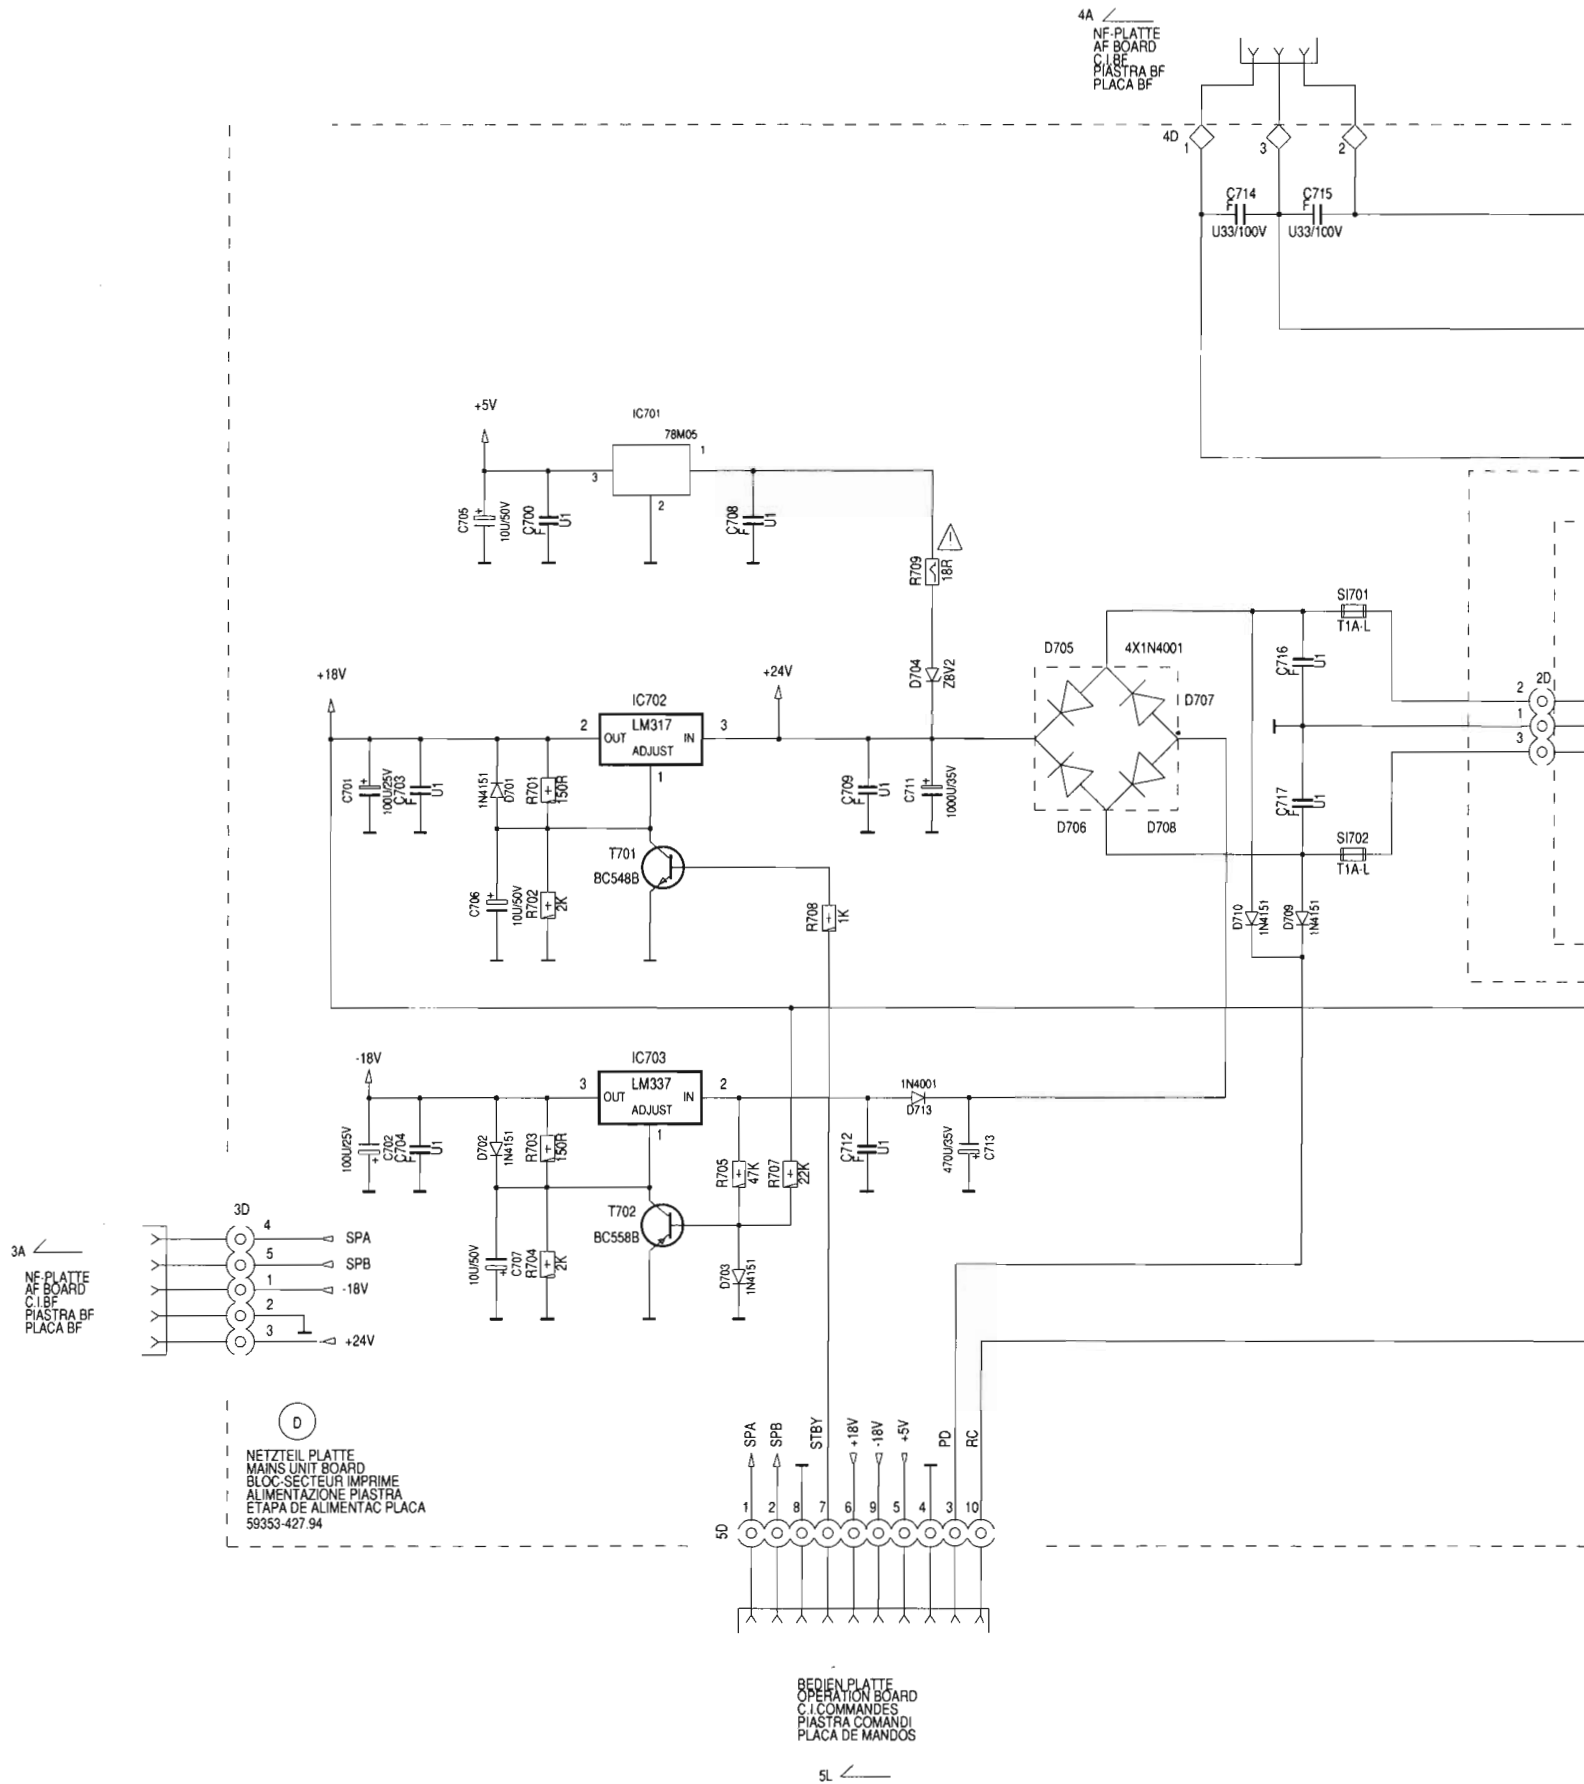 4A
NF-PLATTE
AF BOARD
C.I.BF
PIASTRA BF
PLACA BF
4D
1
3
2
C714
F
U33/100V
C715
F
U33/100V
+5V
IC701
78M05
1
3
2
C705
+
10U/50V
C700
F
U1
C708
F
U1
R709
18R
D704
Z8V2
SI701
T1A-L
C716
F
U1
2D
2
1
3
C717
F
U1
SI702
T1A-L
D705
4X1N4001
D707
D706
D708
+18V
IC702
LM317
OUT
IN
ADJUST
2
3
1
+24V
C701
+
100U/25V
C703
F
U1
1N4151
D701
R701
150R
C709
F
U1
C711
+
1000U/35V
T701
BC548B
C706
+
10U/50V
R702
2K
R708
1K
D710
1N4151
D709
1N4151
-18V
IC703
LM337
OUT
IN
ADJUST
3
2
1
1N4001
D713
100U/25V
+
C702
C704
F
U1
D702
1N4151
R703
150R
R705
47K
R707
22K
C712
F
U1
470U/35V
+
C713
T702
BC558B
10U/50V
+
C707
R704
2K
D703
1N4151
3A
NF-PLATTE
AF BOARD
C.I.BF
PIASTRA BF
PLACA BF
3D
4
SPA
5
SPB
1
-18V
2
3
+24V
D
NETZTEIL PLATTE
MAINS UNIT BOARD
BLOC-SECTEUR IMPRIME
ALIMENTAZIONE PIASTRA
ETAPA DE ALIMENTAC PLACA
59353-427.94
SPA
SPB
STBY
+18V
-18V
+5V
PD
RC
5D
1
2
8
7
6
9
5
4
3
10
BEDIEN PLATTE
OPERATION BOARD
C.I.COMMANDES
PIASTRA COMANDI
PLACA DE MANDOS
5L